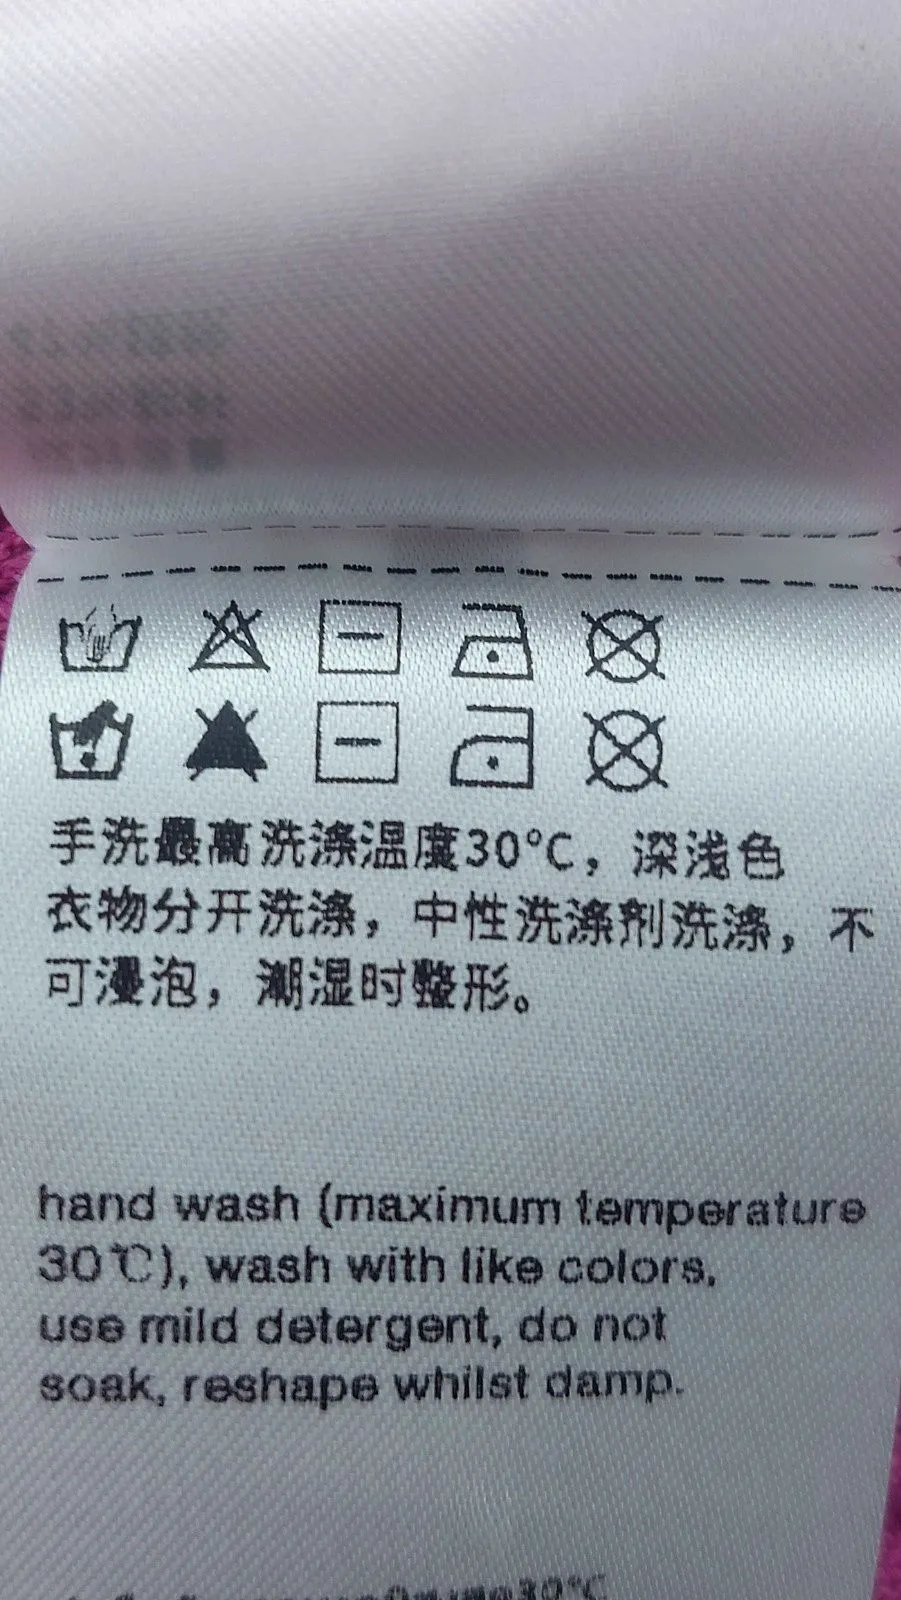 手洗最高洗涤温度30°C，深浅色
衣物分开洗涤，中性洗涤剂洗涤，不
可浸泡，潮湿时整形。
hand wash (maximum temperature
30℃), wash with like colors,
use mild detergent, do not
soak, reshape whilst damp.
30°C